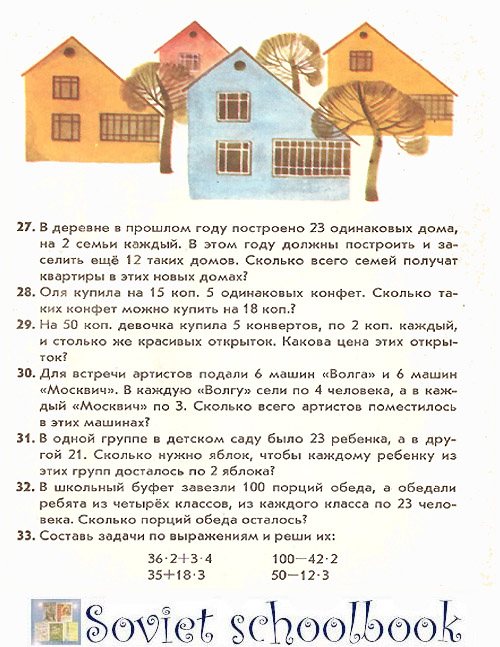 27. В деревне в прошлом году построено 23 одинаковых дома,
на 2 семьи каждый. В этом году должны построить и за-
селить ещё 12 таких домов. Сколько всего семей получат
квартиры в этих новых домах?
28. Оля купила на 15 коп. 5 одинаковых конфет. Сколько та-
ких конфет можно купить на 18 коп.?
29. На 50 коп. девочка купила 5 конвертов, по 2 коп. каждый,
и столько же красивых открыток. Какова цена этих откры-
ток?
30. Для встречи артистов подали 6 машин «Волга» и 6 машин
«Москвич». В каждую «Волгу» сели по 4 человека, а в каж-
дый «Москвич» по 3. Сколько всего артистов поместилось
в этих машинах?
31. В одной группе в детском саду было 23 ребенка, а в дру-
гой 21. Сколько нужно яблок, чтобы каждому ребенку из
этих групп досталось по 2 яблока?
32. В школьный буфет завезли 100 порций обеда, а обедали
ребята из четырёх классов, из каждого класса по 23 чело-
века. Сколько порций обеда осталось?
33. Составь задачи по выражениям и реши их:
36·2+3·4 100−42·2
35+18·3 50−12·3
Soviet schoolbook